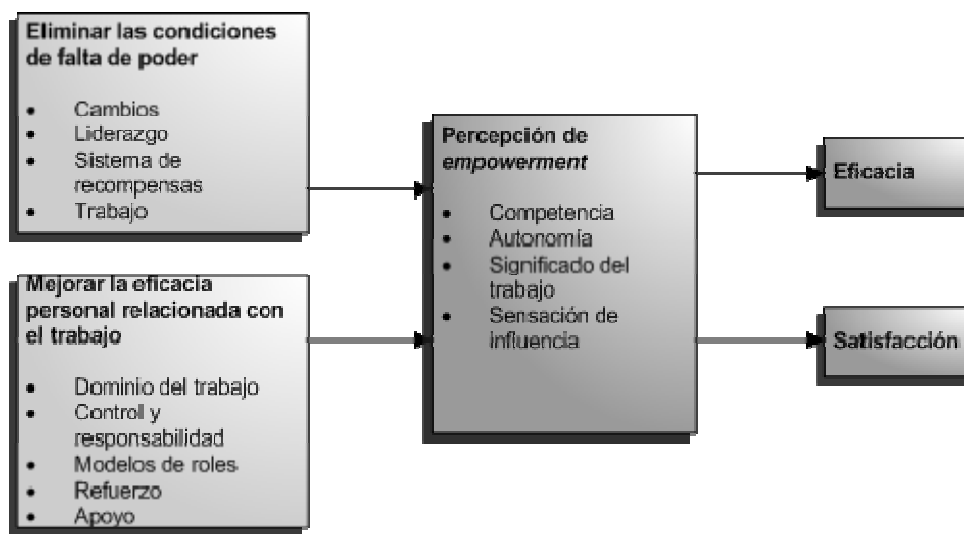 Eliminar las condiciones
de falta de poder
• Cambios
• Liderazgo
• Sistema de
recompensas
• Trabajo
Mejorar la eficacia
personal relacionada con
el trabajo
• Dominio del trabajo
• Controll y
responsabilidad
• Modelos de roles
• Refuerzo
• Apoyo
Percepción de
empowerment
• Competencia
• Autonomía
• Significado del
trabajo
• Sensación de
influencia
Eficacia
Satisfacción